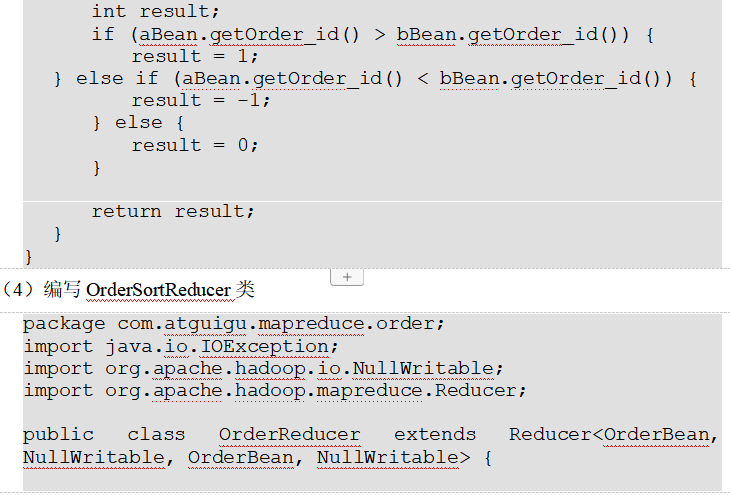 int result;
if (aBean.getOrder_id() > bBean.getOrder_id()) {
result = 1;
} else if (aBean.getOrder_id() < bBean.getOrder_id()) {
result = -1;
} else {
result = 0;
}
return result;
}
}
（4）编写 OrderSortReducer 类
package com.atguigu.mapreduce.order;
import java.io.IOException;
import org.apache.hadoop.io.NullWritable;
import org.apache.hadoop.mapreduce.Reducer;
public class OrderReducer extends Reducer<OrderBean,
NullWritable, OrderBean, NullWritable> {